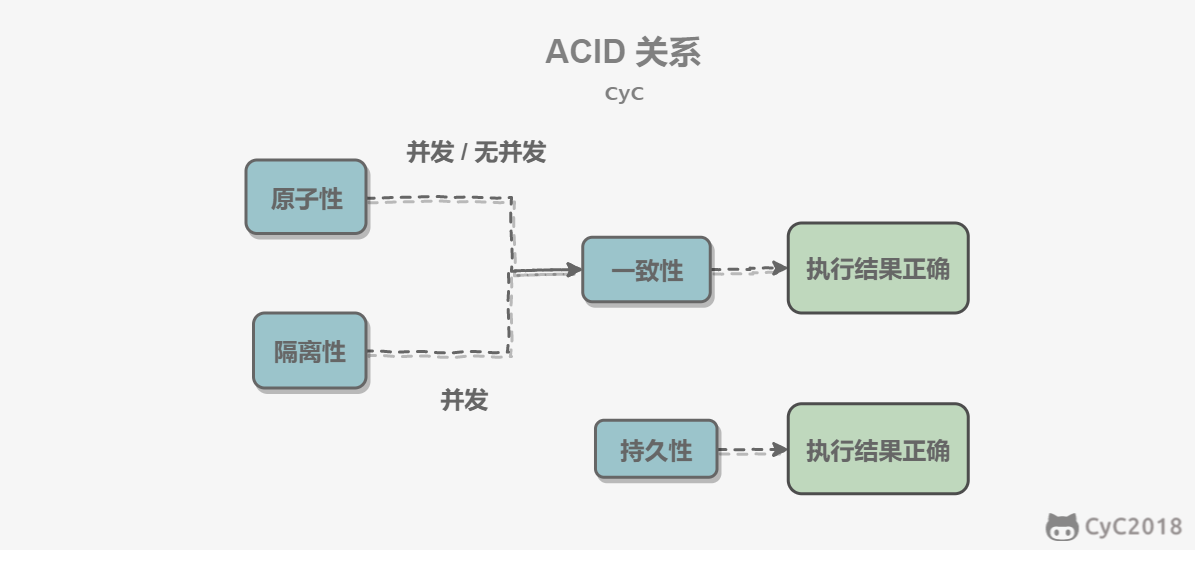 ACID 关系
CyC
并发 / 无并发
原子性
一致性
执行结果正确
隔离性
并发
持久性
执行结果正确
CyC2018